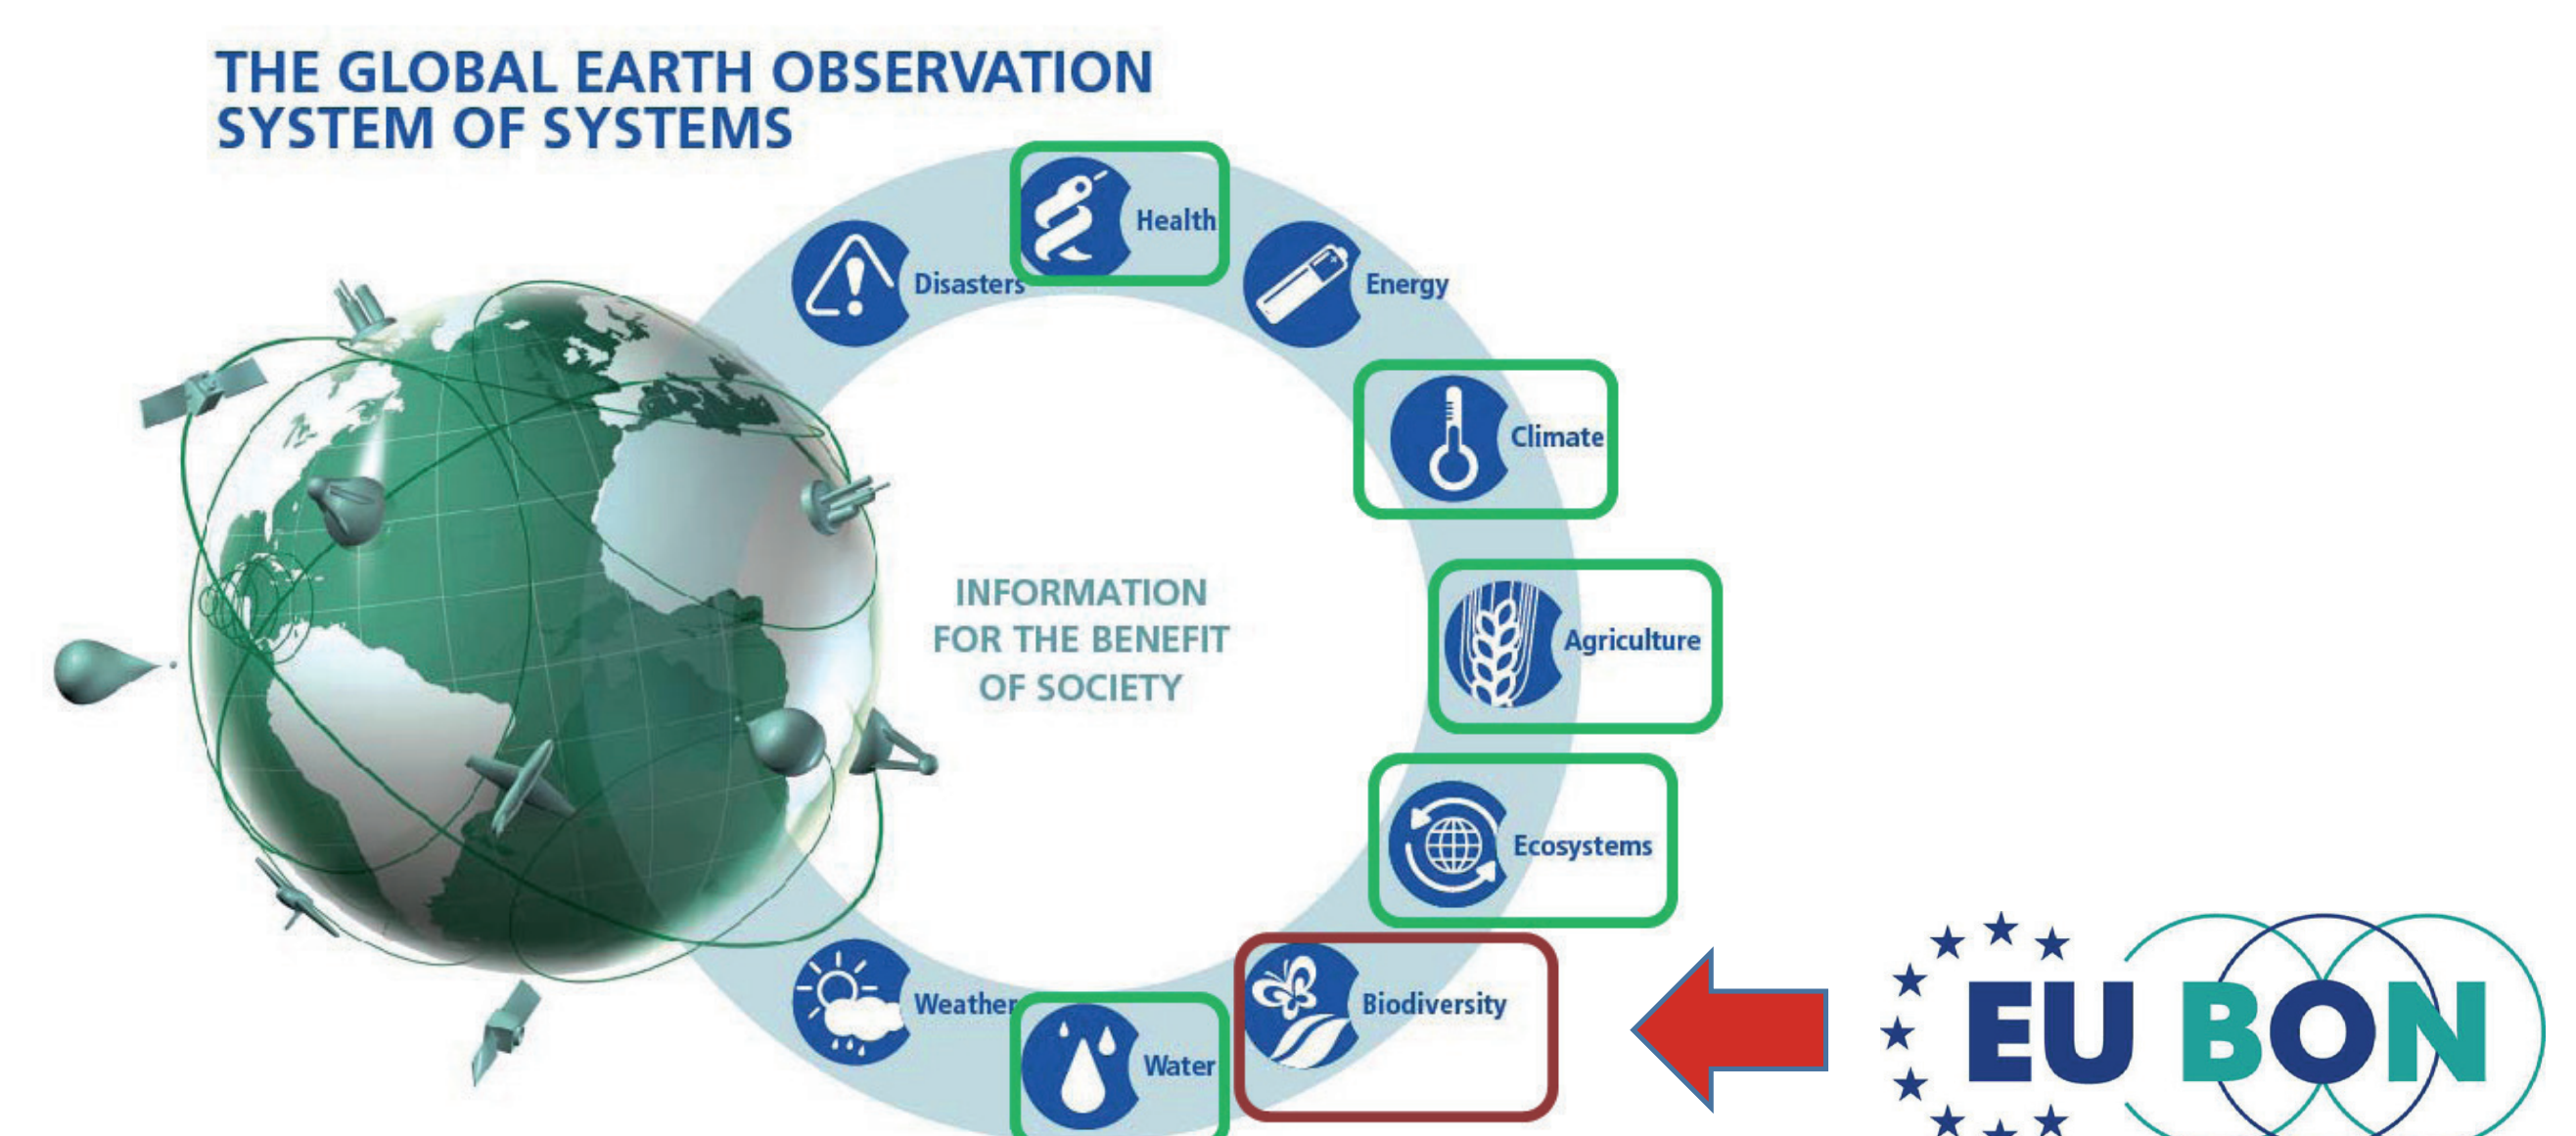 THE GLOBAL EARTH OBSERVATION
SYSTEM OF SYSTEMS
Health
Disasters
Energy
Climate
INFORMATION
FOR THE BENEFIT
OF SOCIETY
Agriculture
Ecosystems
Weather
Biodiversity
Water
EU BON